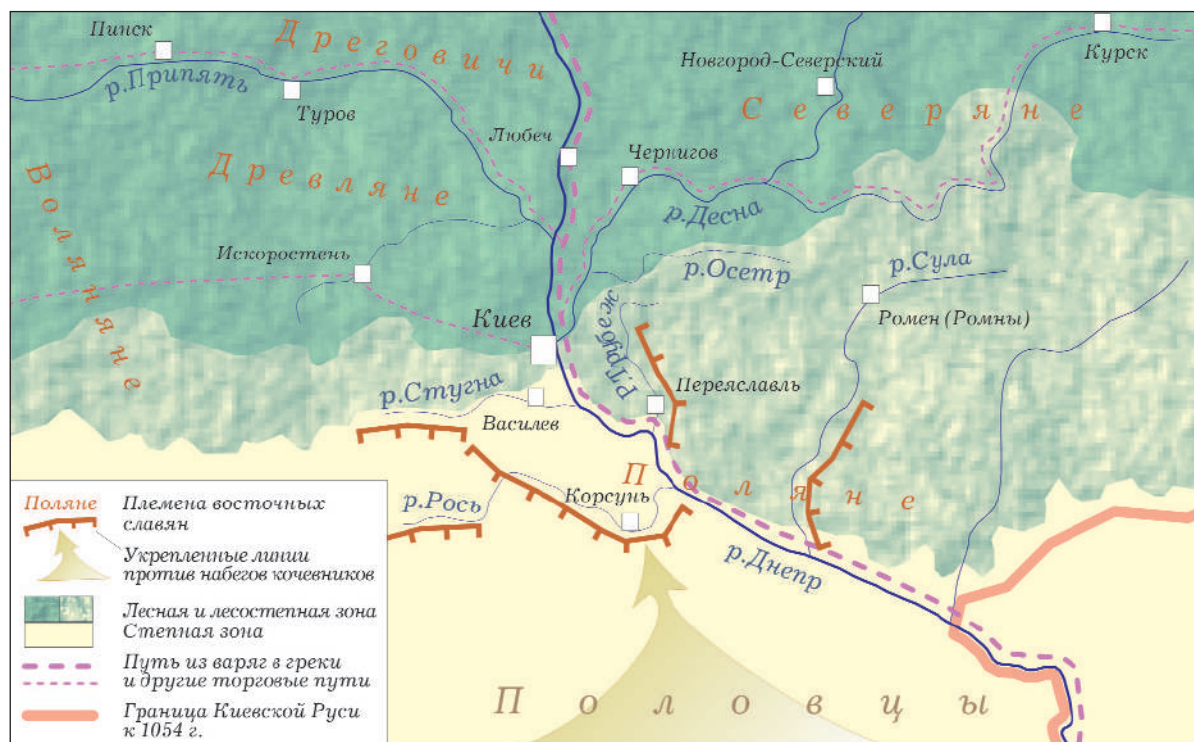 Пинск
Дреговичи
Курск
Новгород-Северский
р.Припять
Туров
Северяне
Любеч
Чернигов
Древляне
Волряняне
р.Десна
Искоростень
р.Осетр
р.Сула
Киев
Ромен (Ромны)
р.Трубеж
р.Стугна
Переяславль
Василев
Поляне
Корсунь
р.Рось
р.Днепр
Половцы
Поляне Племена восточных
славян
Укрепленные линии
против набегов кочевников
Лесная и лесостепная зона
Степная зона
Путь из варяг в греки
и другие торговые пути
Граница Киевской Руси
к 1054 г.